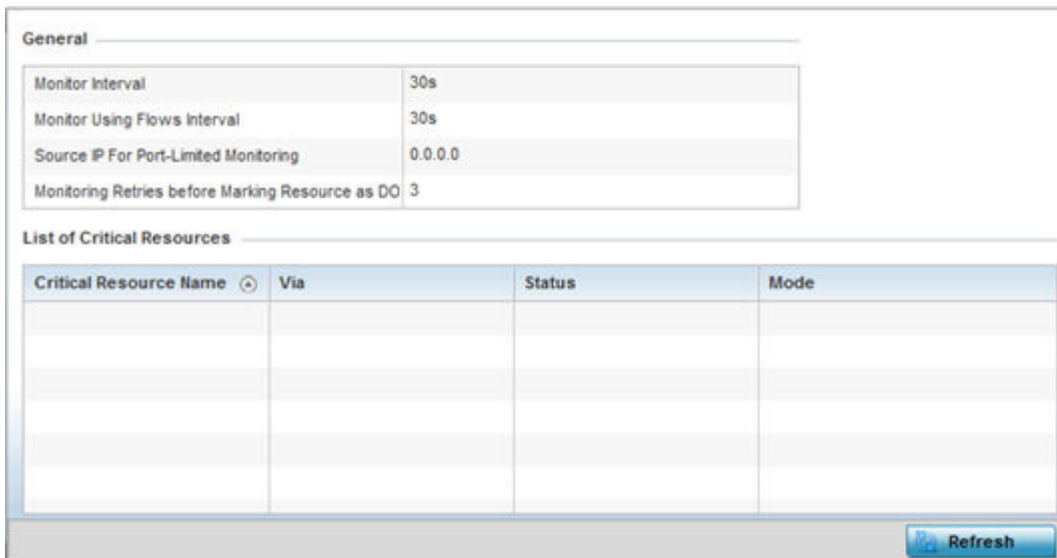 General
Monitor Interval 30s
Monitor Using Flows Interval 30s
Source IP For Port-Limited Monitoring 0.0.0.0
Monitoring Retries before Marking Resource as DO 3
List of Critical Resources
Critical Resource Name Via Status Mode
Refresh